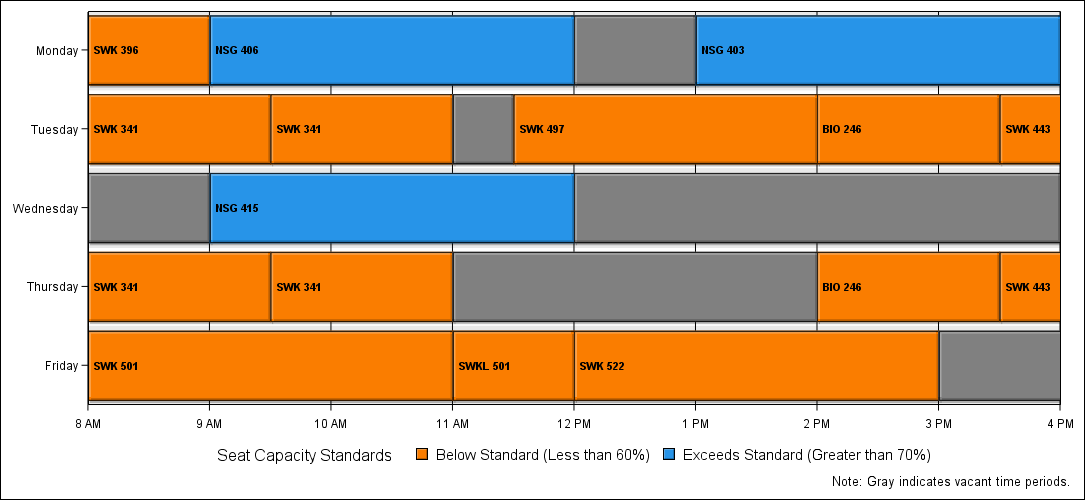 Monday SWK 396 NSG 406 NSG 403
Tuesday SWK 341 SWK 341 SWK 497 BIO 246 SWK 443
Wednesday NSG 415
Thursday SWK 341 SWK 341 BIO 246 SWK 443
Friday SWK 501 SWKL 501 SWK 522
8 AM 9 AM 10 AM 11 AM 12 PM 1 PM 2 PM 3 PM 4 PM
Seat Capacity Standards Below Standard (Less than 60%) Exceeds Standard (Greater than 70%)
Note: Gray indicates vacant time periods.